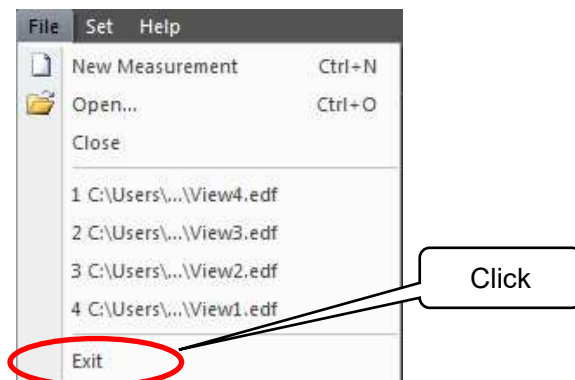 File Set Help
New Measurement Ctrl+N
Open... Ctrl+O
Close
1 C:\Users\...\View4.edf
2 C:\Users\...\View3.edf
3 C:\Users\...\View2.edf
4 C:\Users\...\View1.edf
Click
Exit